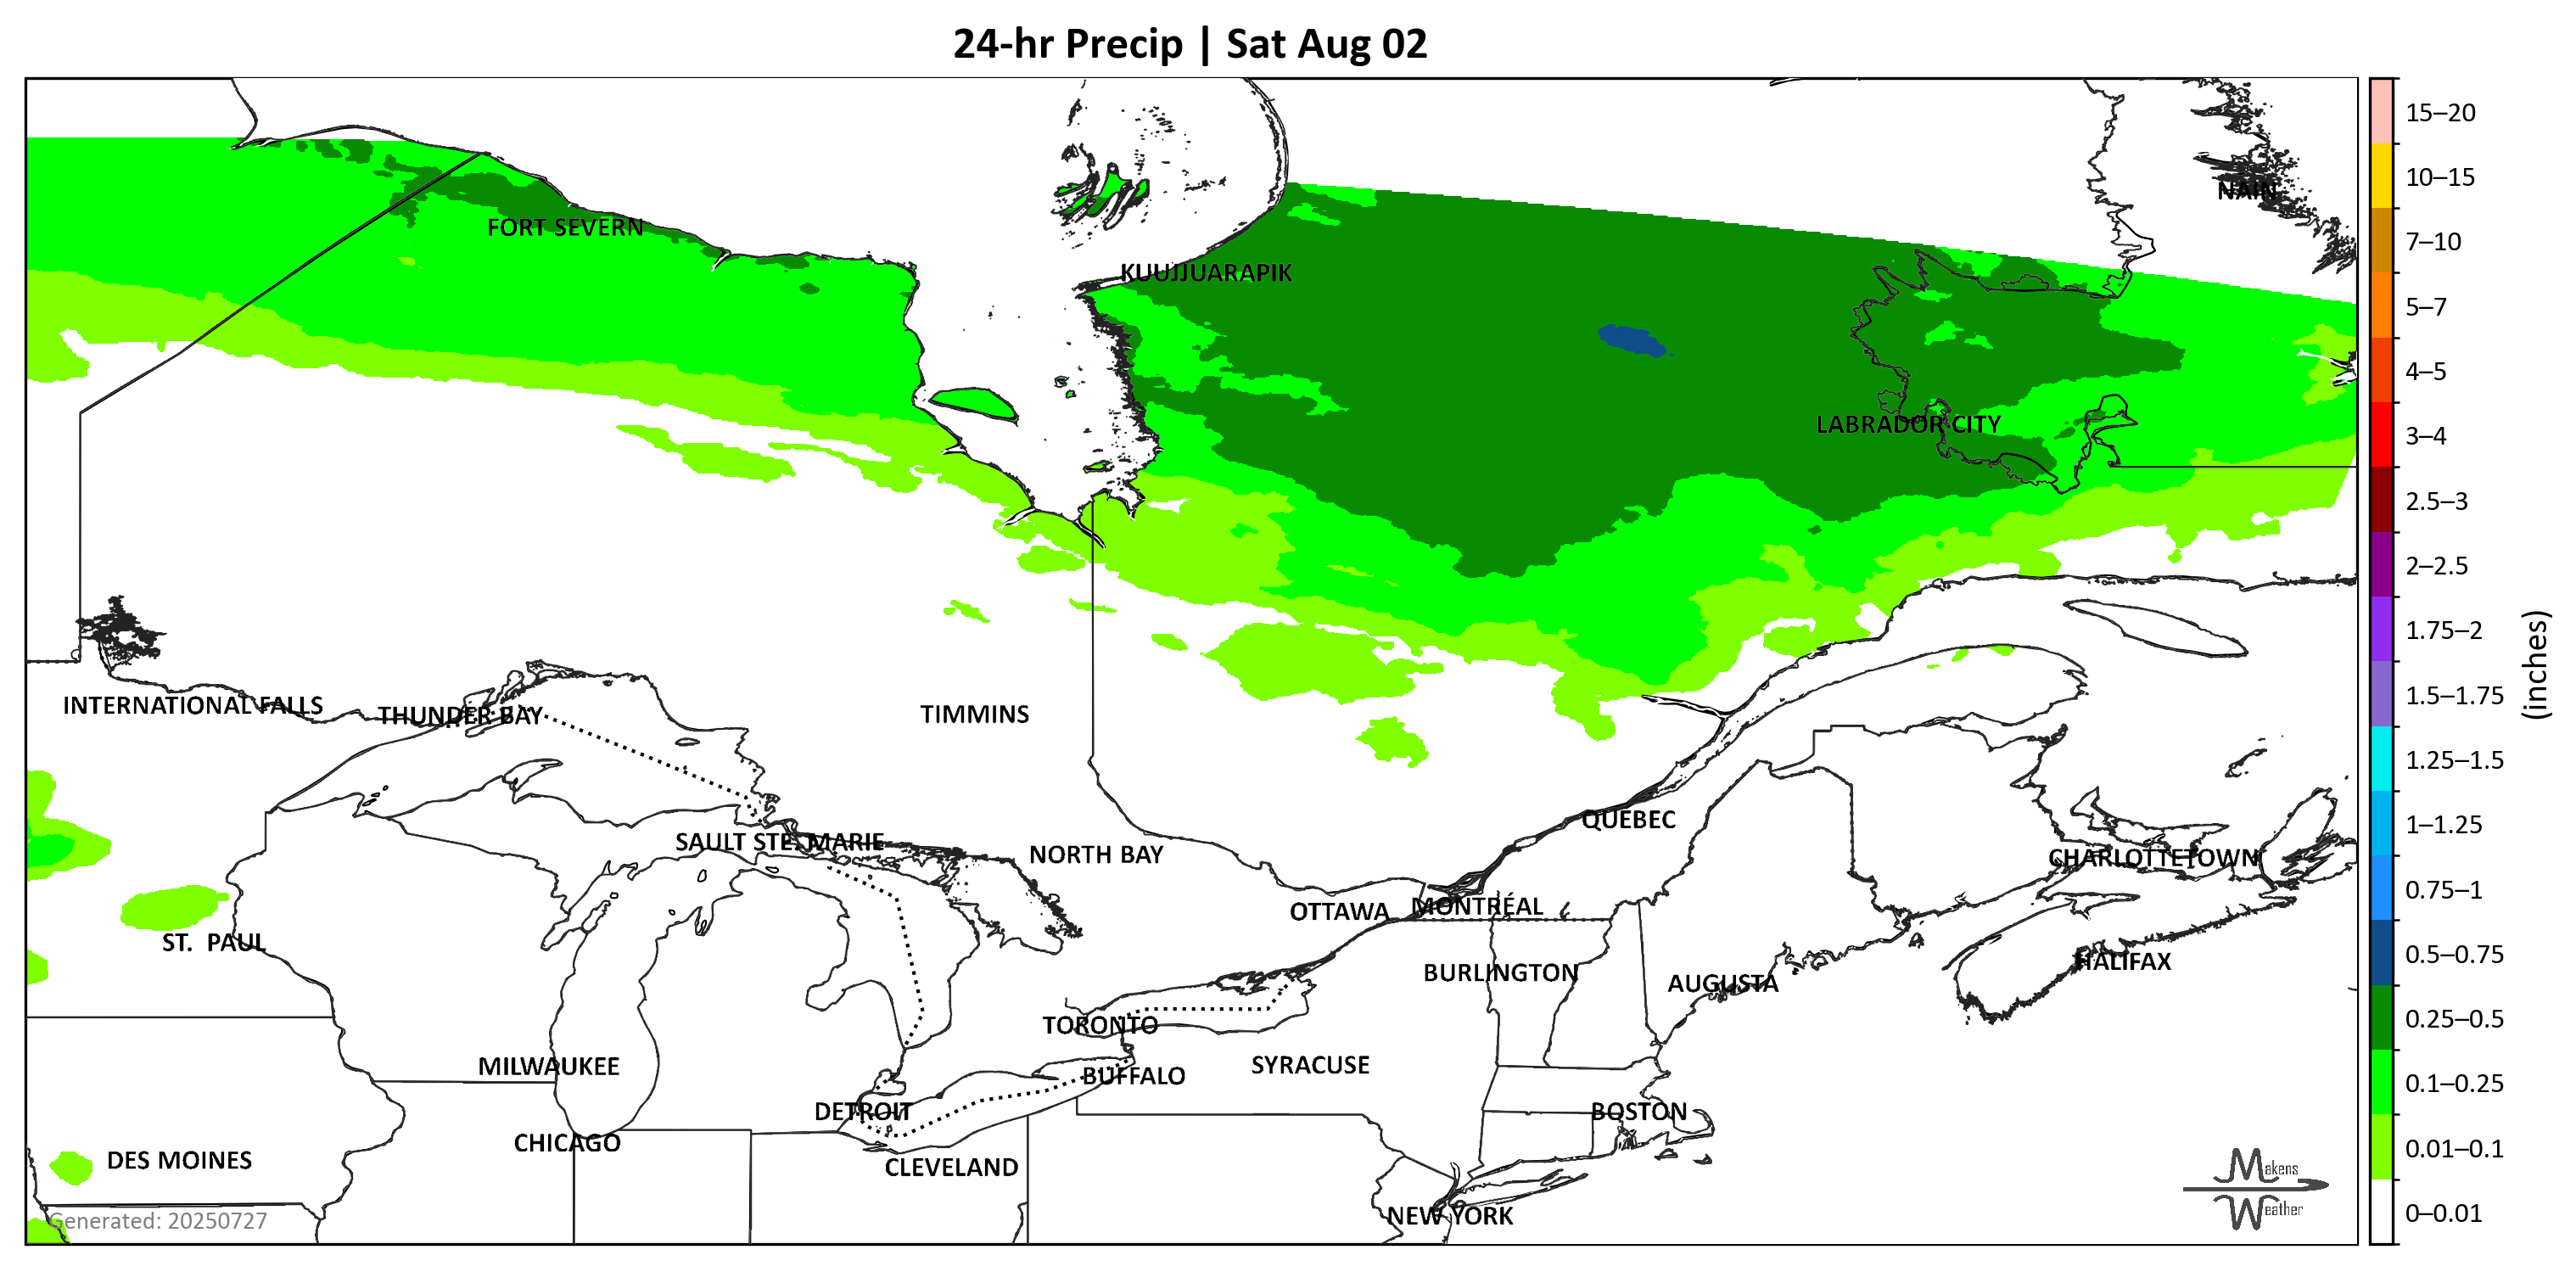 24-hr Precip | Sat Aug 02
NAIN
FORT SEVERN
KUUJJUARAPIK
LABRADOR CITY
INTERNATIONAL FALLS
THUNDER BAY
TIMMINS
QUEBEC
SAULT STE. MARIE
NORTH BAY
CHARLOTTETOWN
OTTAWA
MONTRÉAL
ST. PAUL
HALIFAX
BURLINGTON
AUGUSTA
TORONTO
MILWAUKEE
SYRACUSE
BUFFALO
DETROIT
BOSTON
CHICAGO
DES MOINES
CLEVELAND
NEW YORK
Generated: 20250727
Makens
Weather
15–20
10–15
7–10
5–7
4–5
3–4
2.5–3
2–2.5
1.75–2
1.5–1.75
1.25–1.5
1–1.25
0.75–1
0.5–0.75
0.25–0.5
0.1–0.25
0.01–0.1
0–0.01
(inches)